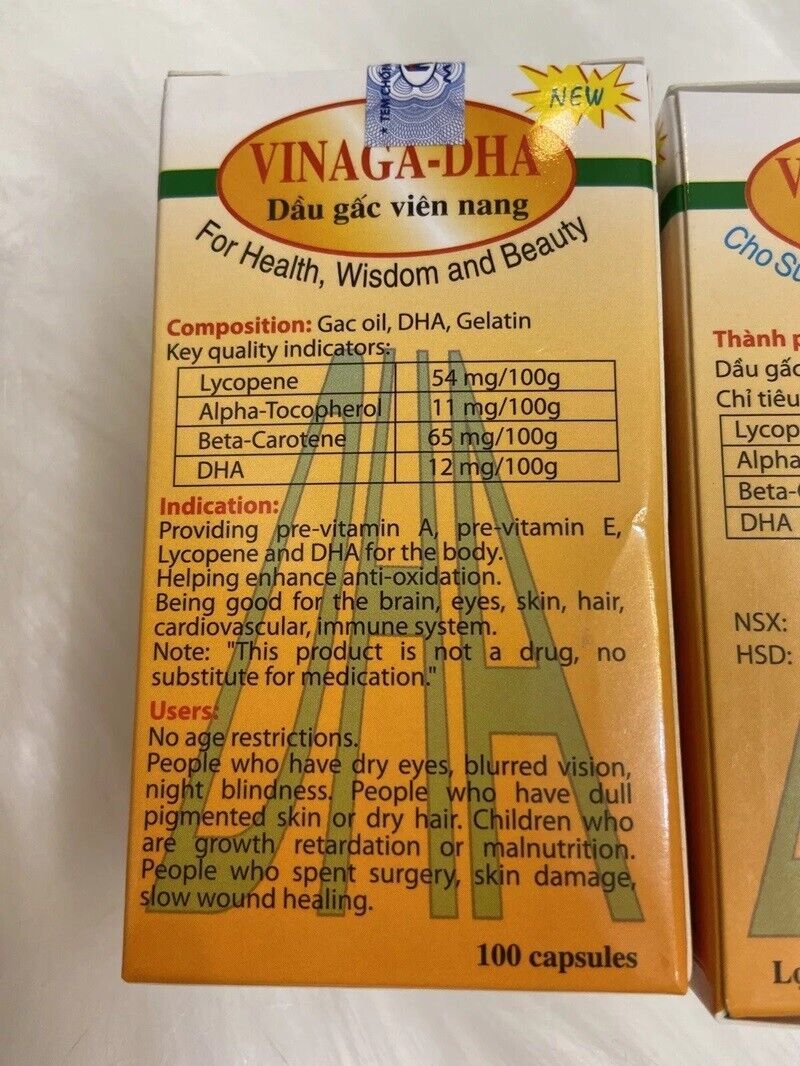 * TEM CHỐN
NEW
VINAGA-DHA
Dầu gấc viên nang
For Health, Wisdom and Beauty
Composition: Gac oil, DHA, Gelatin
Key quality indicators:
Lycopene 54 mg/100g
Alpha-Tocopherol 11 mg/100g
Beta-Carotene 65 mg/100g
DHA 12 mg/100g
Indication:
Providing pre-vitamin A, pre-vitamin E,
Lycopene and DHA for the body.
Helping enhance anti-oxidation.
Being good for the brain, eyes, skin, hair,
cardiovascular, immune system.
Note: "This product is not a drug, no
substitute for medication."
Users:
No age restrictions.
People who have dry eyes, blurred vision,
night blindness. People who have dull
pigmented skin or dry hair. Children who
are growth retardation or malnutrition.
People who spent surgery, skin damage,
slow wound healing.
DHA
100 capsules
V
Cho Sứ
Thành p
Dầu gấc
Chỉ tiêu
Lycop
Alpha
Beta-
DHA
NSX:
HSD: